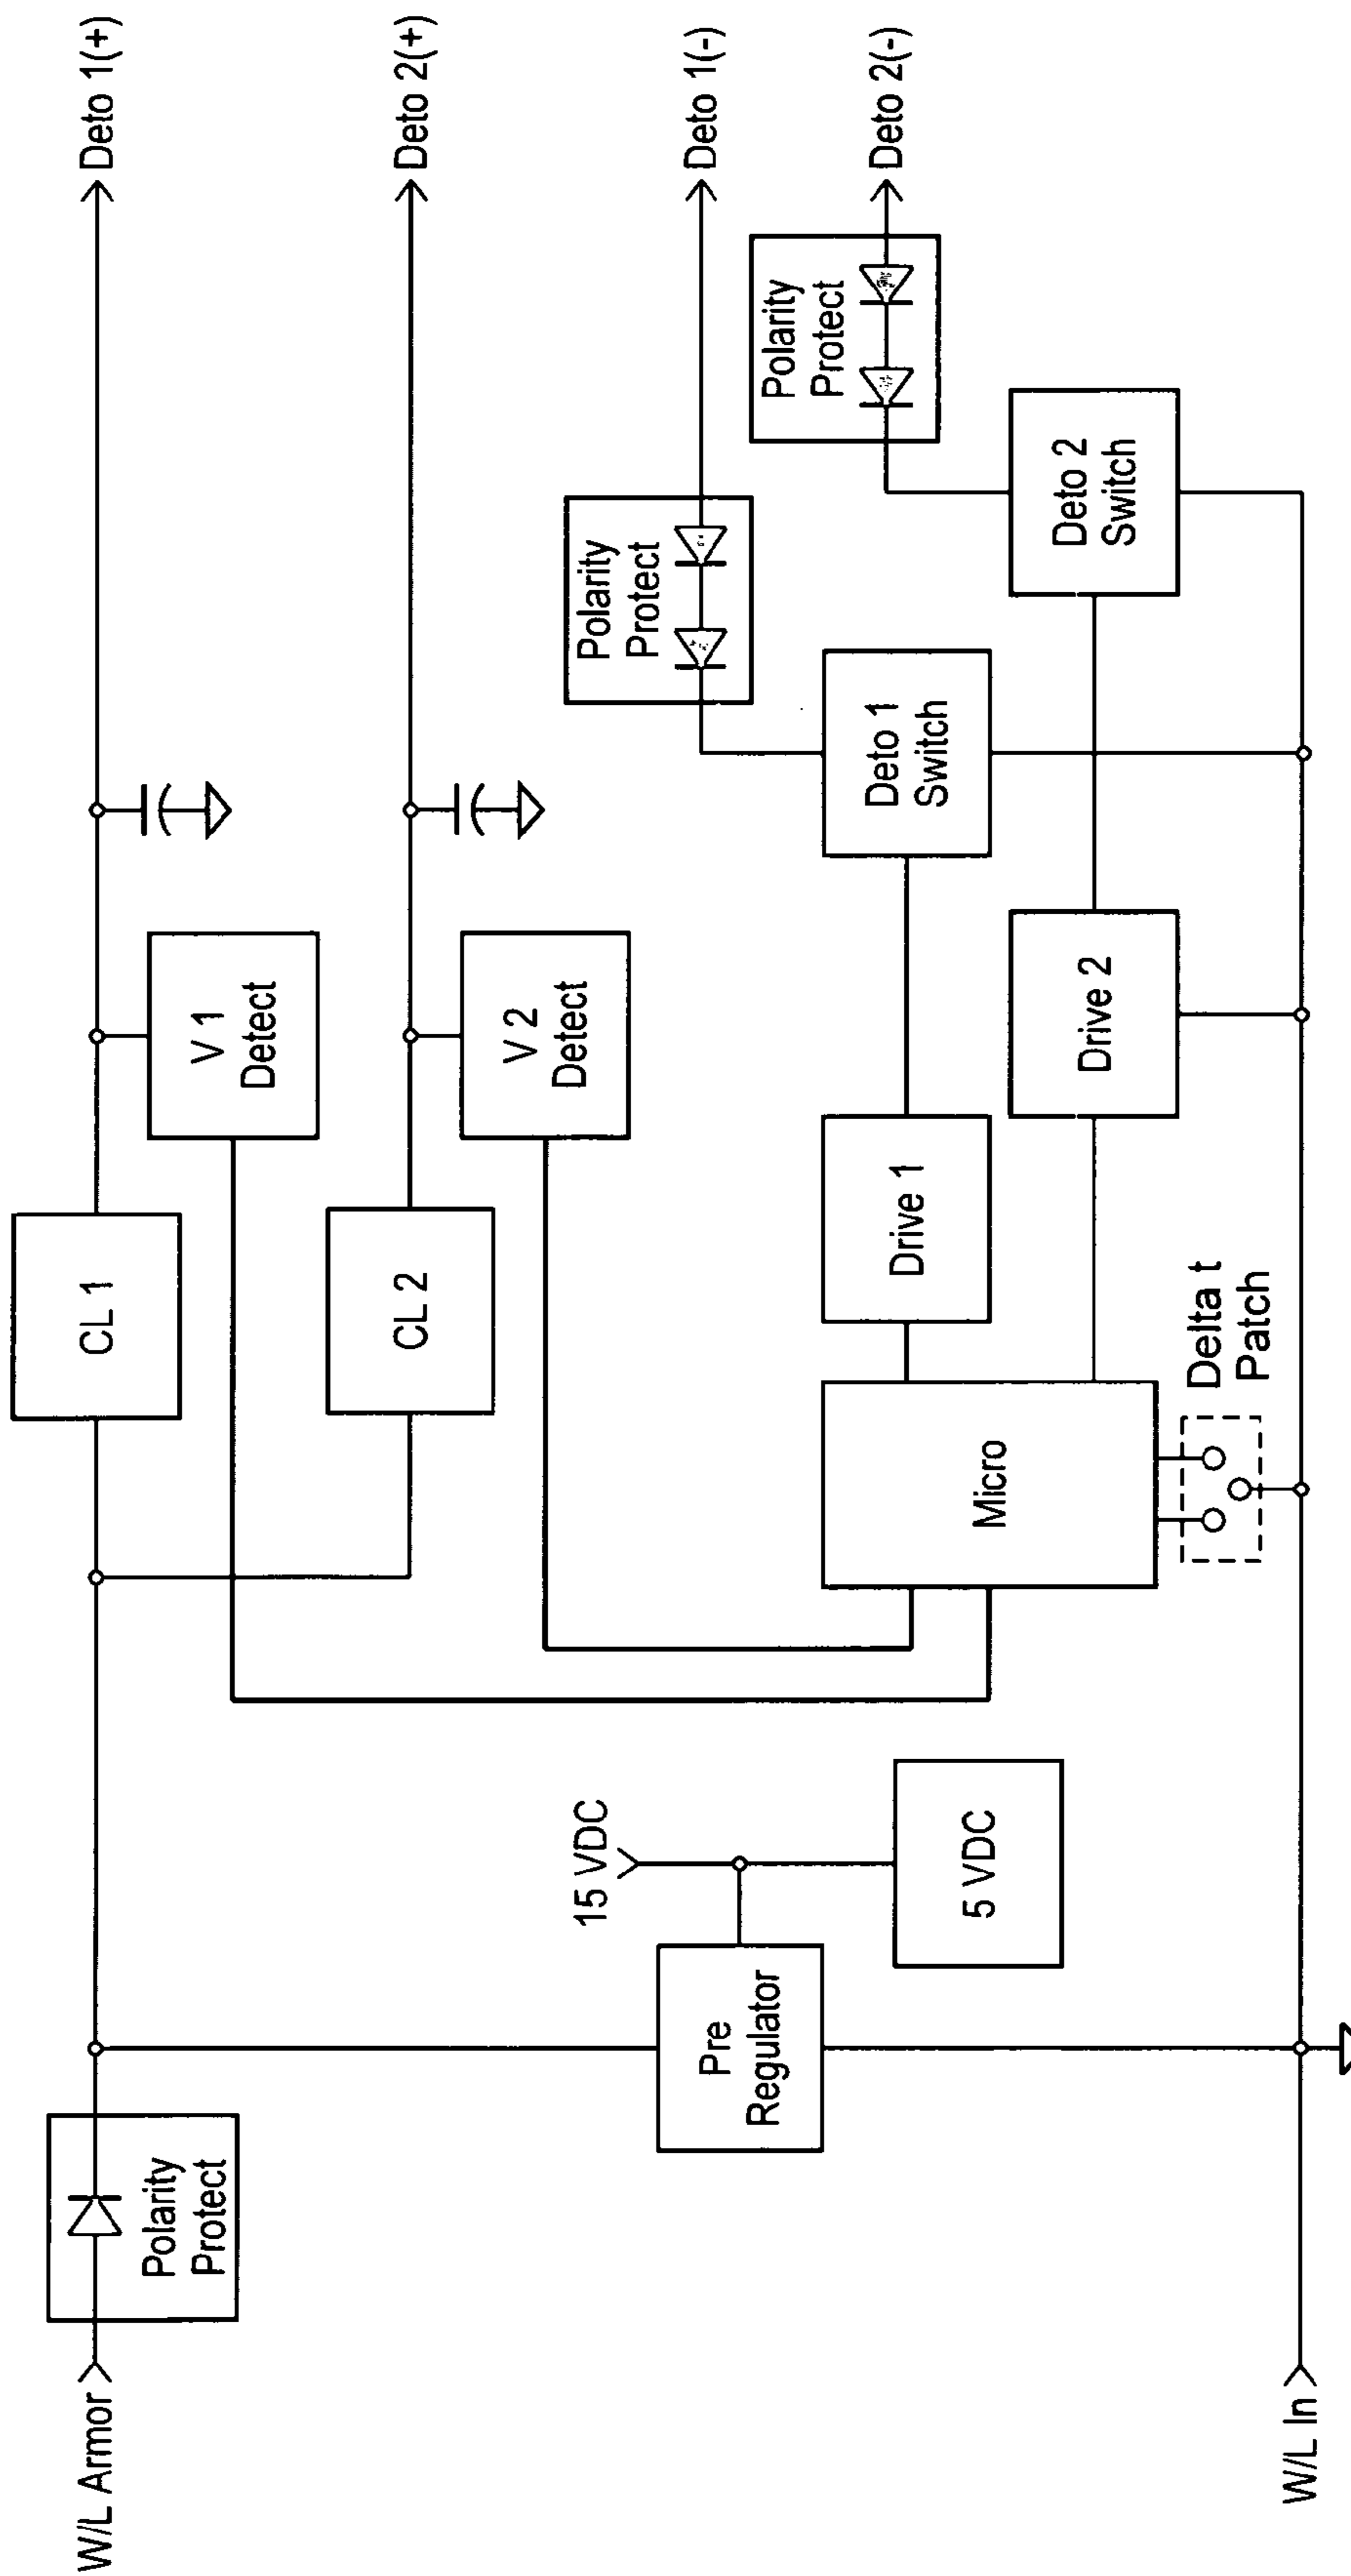 W/L Armor
Polarity
Protect
CL 1
V 1
Detect
Deto 1(+)
CL 2
V 2
Detect
Deto 2(+)
Pre
Regulator
15 VDC
5 VDC
Micro
Delta t
Patch
Drive 1
Deto 1
Switch
Polarity
Protect
Deto 1(-)
Drive 2
Deto 2
Switch
Polarity
Protect
Deto 2(-)
W/L In